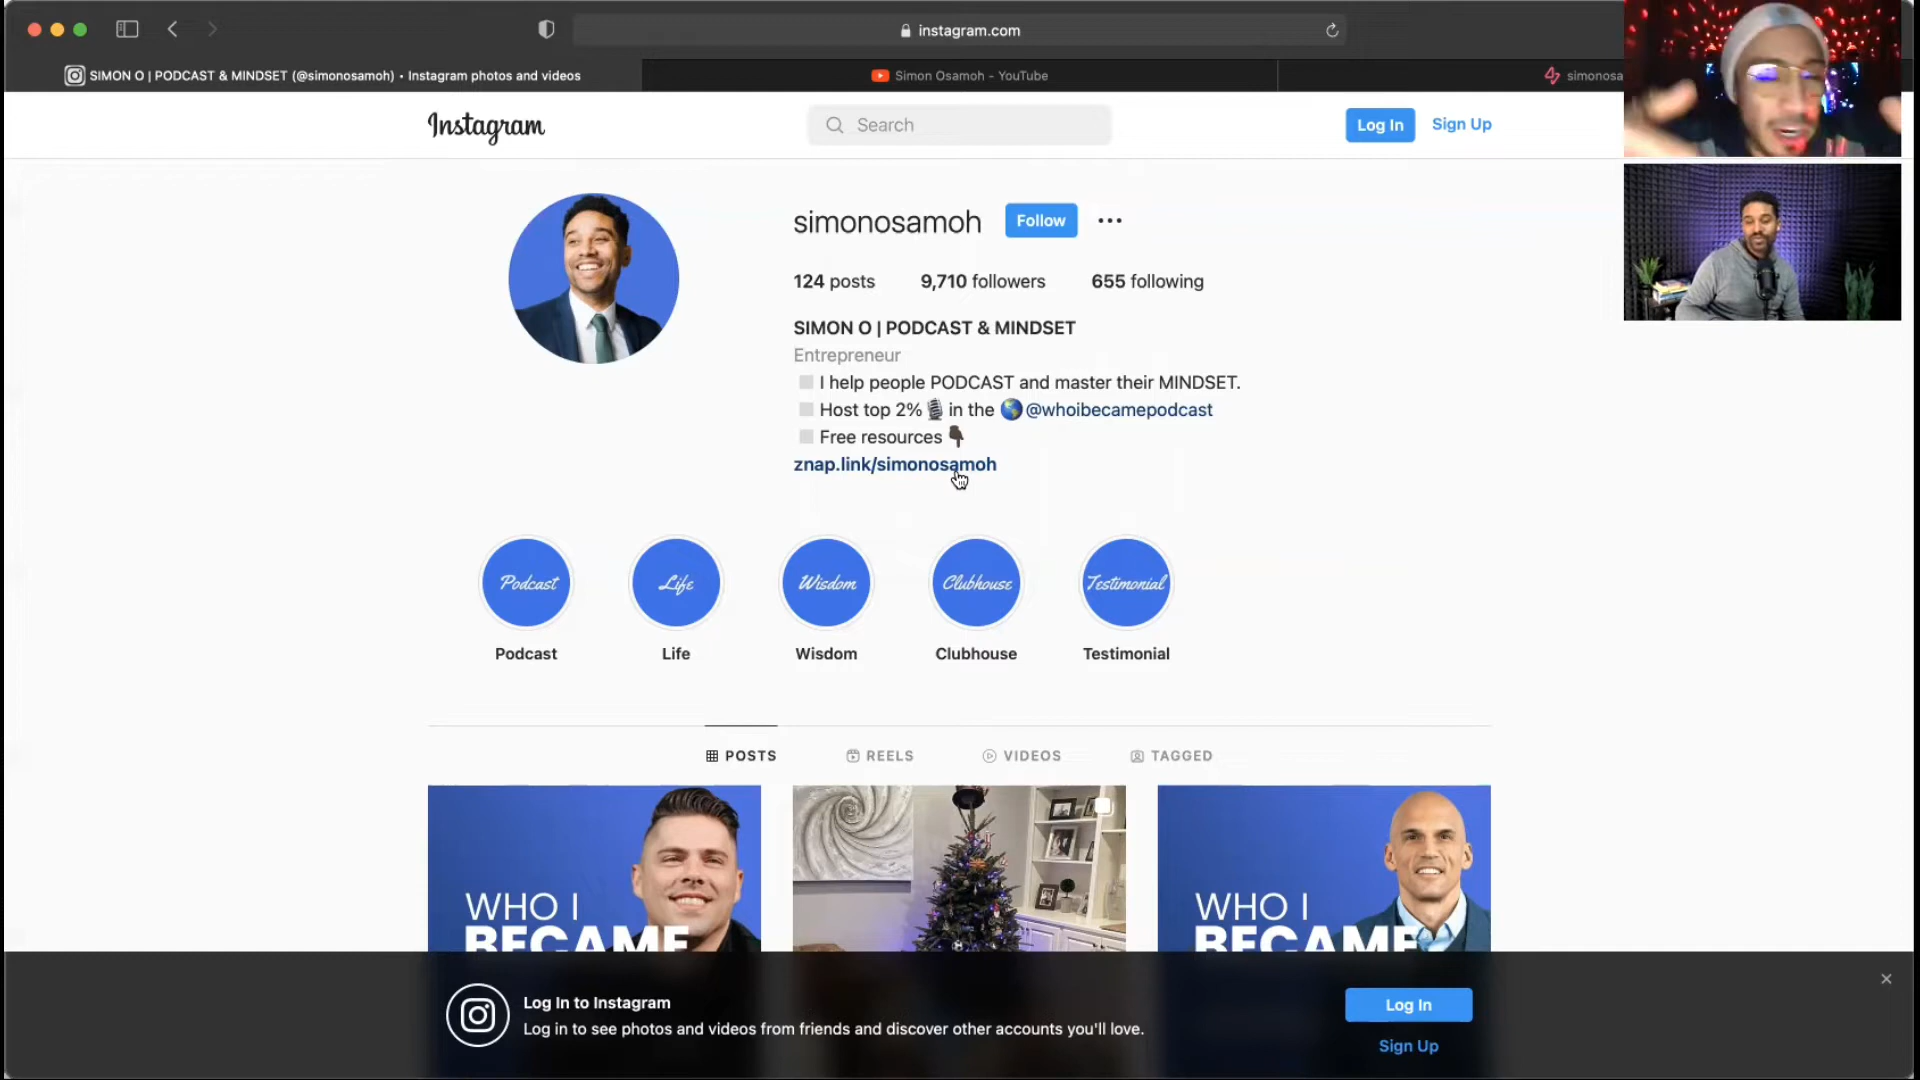 instagram.com
SIMON O | PODCAST & MINDSET (@simonosamoh) • Instagram photos and videos
Simon Osamoh - YouTube
simonosa
Instagram
Search
Log In
Sign Up
simonosamoh
Follow
124 posts
9,710 followers
655 following
SIMON O | PODCAST & MINDSET
Entrepreneur
I help people PODCAST and master their MINDSET.
Host top 2% 🎙 in the 🌎 @whoibecamepodcast
Free resources 👇🏿
znap.link/simonosamoh
Podcast
Life
Wisdom
Clubhouse
Testimonial
Podcast
Life
Wisdom
Clubhouse
Testimonial
POSTS
REELS
VIDEOS
TAGGED
WHO I
BECAME
WHO I
BECAME
Log In to Instagram
Log in to see photos and videos from friends and discover other accounts you'll love.
Log In
Sign Up